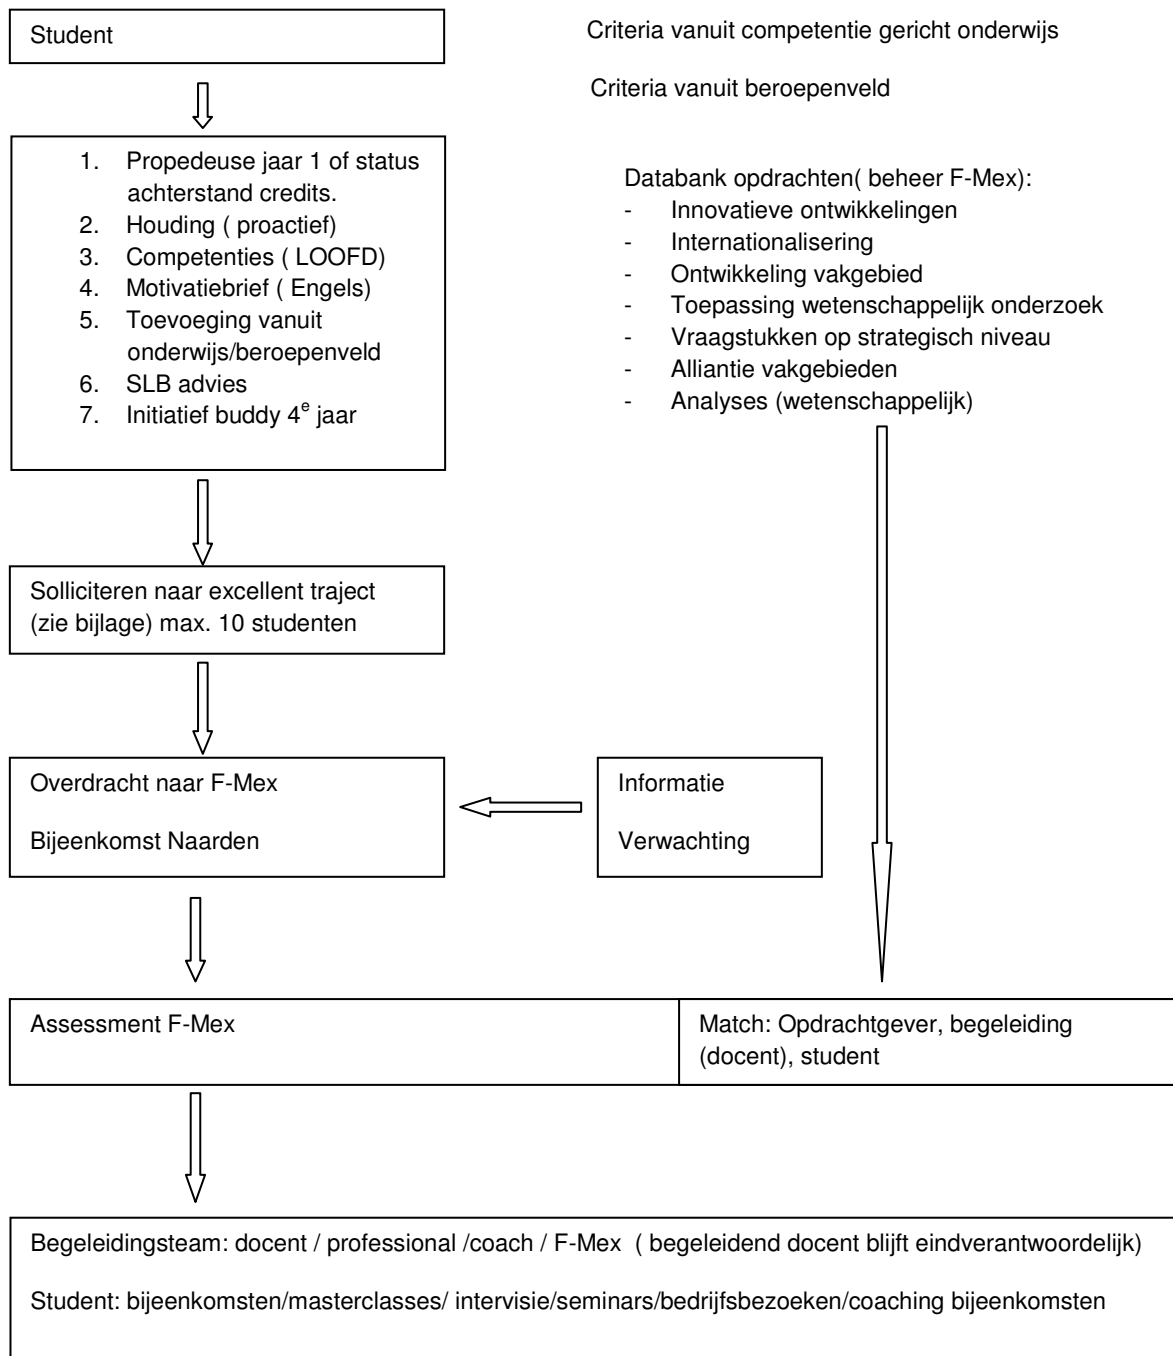 Student
Criteria vanuit competentie gericht onderwijs
Criteria vanuit beroepenveld
1. Propedeuse jaar 1 of status
achterstand credits.
2. Houding ( proactief)
3. Competenties ( LOOFD)
4. Motivatiebrief ( Engels)
5. Toevoeging vanuit
onderwijs/beroepenveld
6. SLB advies
7. Initiatief buddy 4e jaar
Databank opdrachten( beheer F-Mex):
- Innovatieve ontwikkelingen
- Internationalisering
- Ontwikkeling vakgebied
- Toepassing wetenschappelijk onderzoek
- Vraagstukken op strategisch niveau
- Alliantie vakgebieden
- Analyses (wetenschappelijk)
Solliciteren naar excellent traject
(zie bijlage) max. 10 studenten
Overdracht naar F-Mex
Bijeenkomst Naarden
Informatie
Verwachting
Assessment F-Mex
Match: Opdrachtgever, begeleiding
(docent), student
Begeleidingsteam: docent / professional /coach / F-Mex ( begeleidend docent blijft eindverantwoordelijk)
Student: bijeenkomsten/masterclasses/ intervisie/seminars/bedrijfsbezoeken/coaching bijeenkomsten